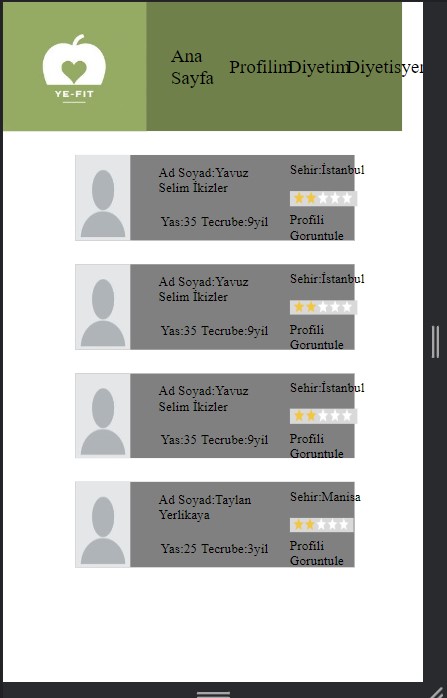 YE-FIT
Ana
Sayfa
Profilim
Diyetim
Diyetisyen
Ad Soyad:Yavuz
Selim İkizler
Yas:35 Tecrube:9yil
Sehir:İstanbul
Profili
Goruntule
Ad Soyad:Yavuz
Selim İkizler
Yas:35 Tecrube:9yil
Sehir:İstanbul
Profili
Goruntule
Ad Soyad:Yavuz
Selim İkizler
Yas:35 Tecrube:9yil
Sehir:İstanbul
Profili
Goruntule
Ad Soyad:Taylan
Yerlikaya
Yas:25 Tecrube:3yil
Sehir:Manisa
Profili
Goruntule